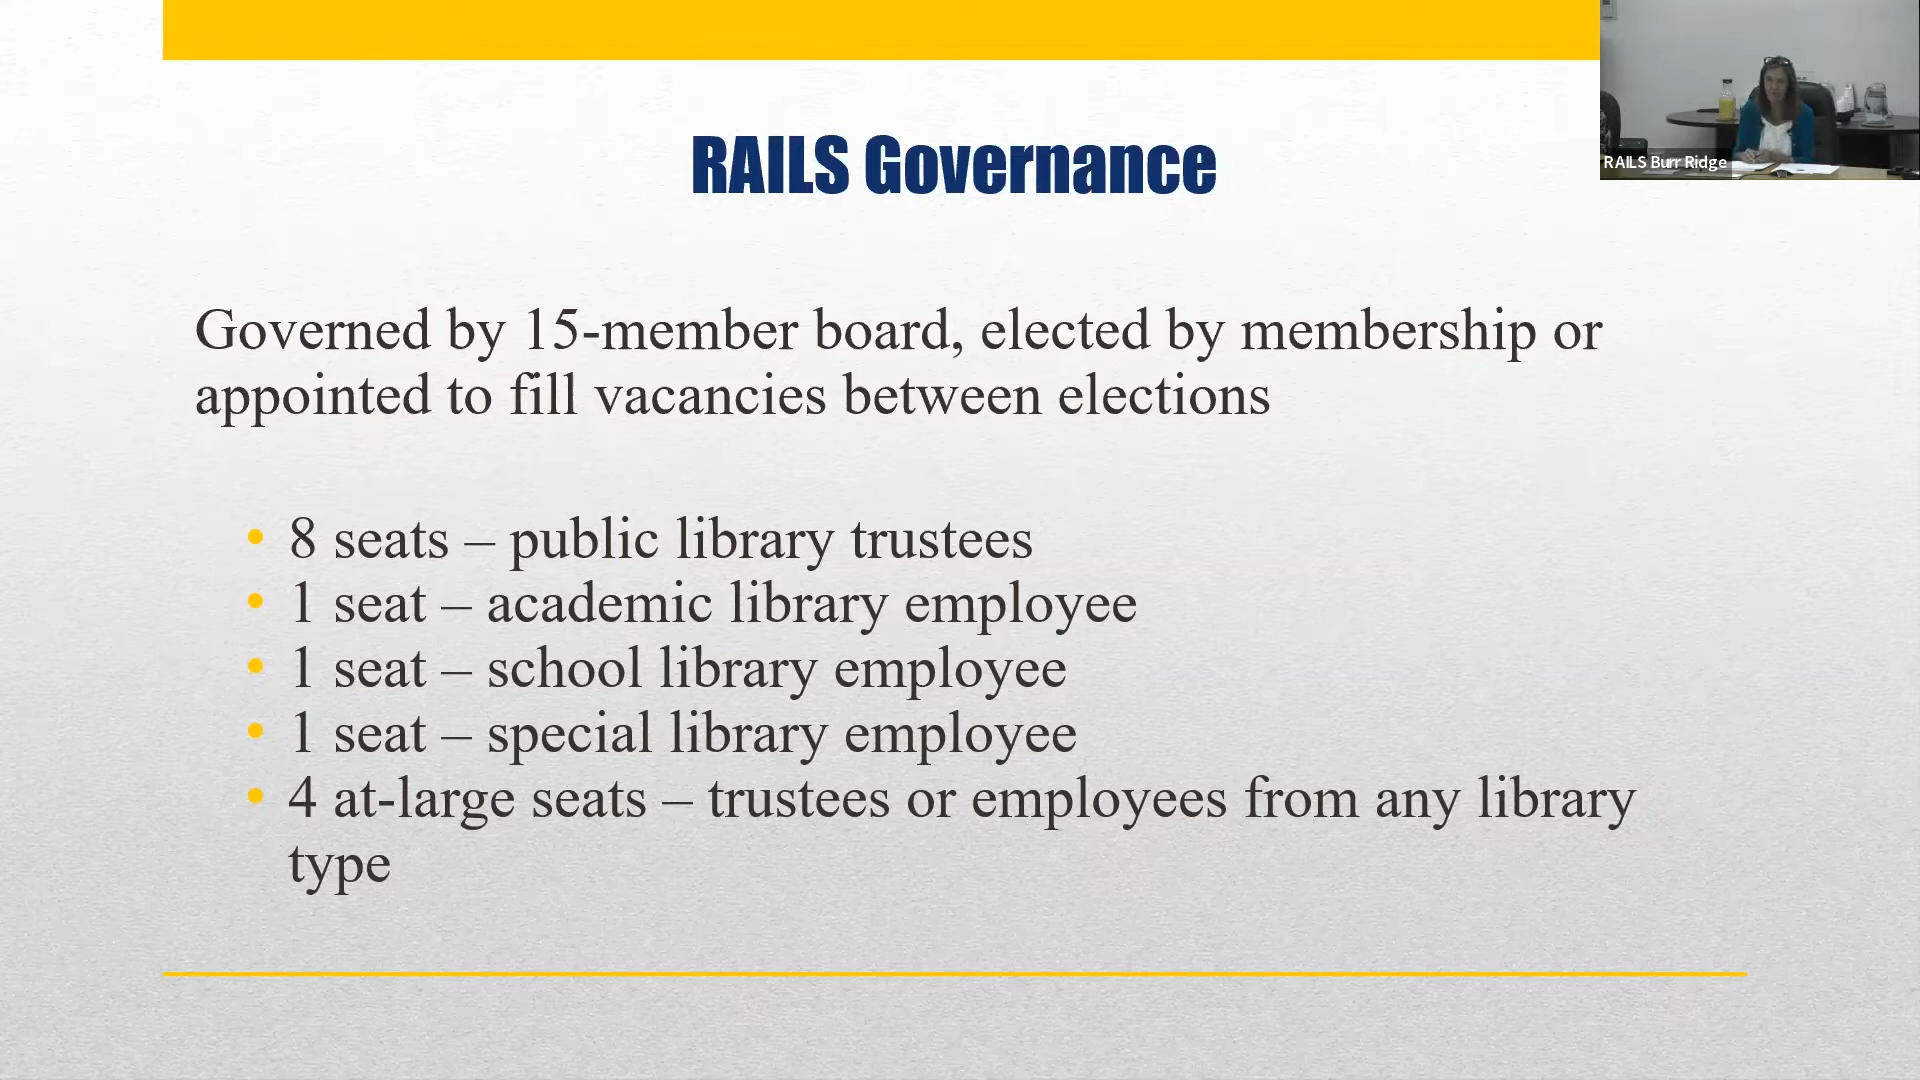 RAILS Governance
RAILS Burr Ridge
Governed by 15-member board, elected by membership or
appointed to fill vacancies between elections
• 8 seats – public library trustees
• 1 seat – academic library employee
• 1 seat – school library employee
• 1 seat – special library employee
• 4 at-large seats – trustees or employees from any library
type